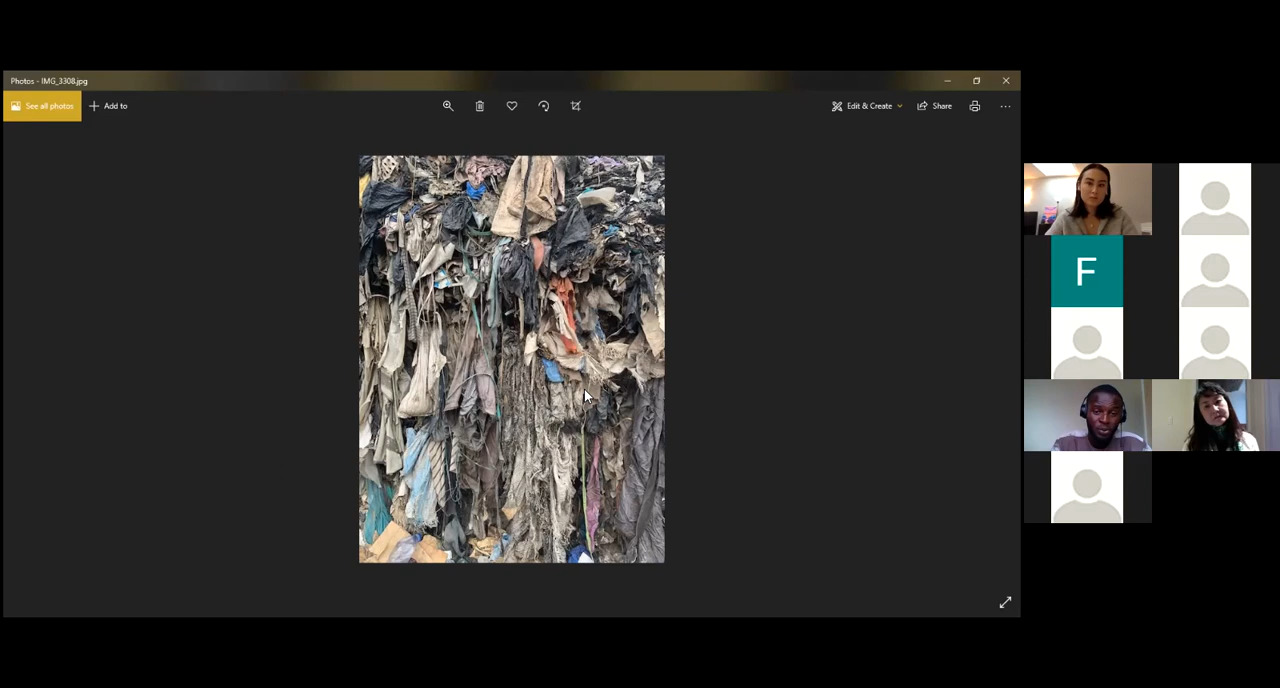 Photos - IMG_3308.jpg
See all photos
Add to
Edit & Create
Share
F